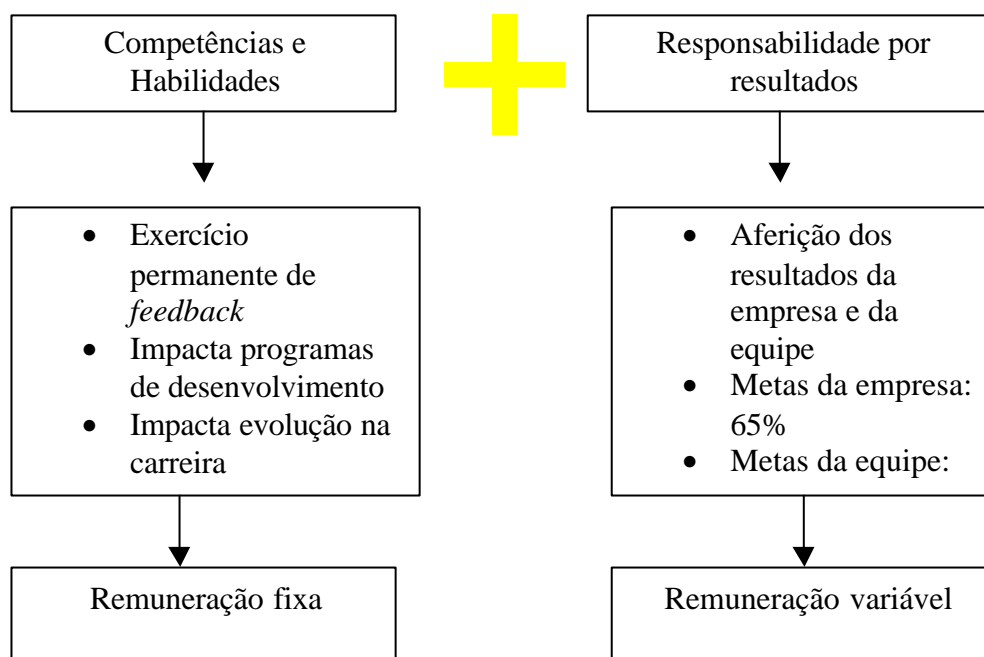 Competências e
Habilidades
Responsabilidade por
resultados
• Exercício
permanente de
feedback
• Impacta programas
de desenvolvimento
• Impacta evolução na
carreira
• Aferição dos
resultados da
empresa e da
equipe
• Metas da empresa:
65%
• Metas da equipe:
Remuneração fixa
Remuneração variável